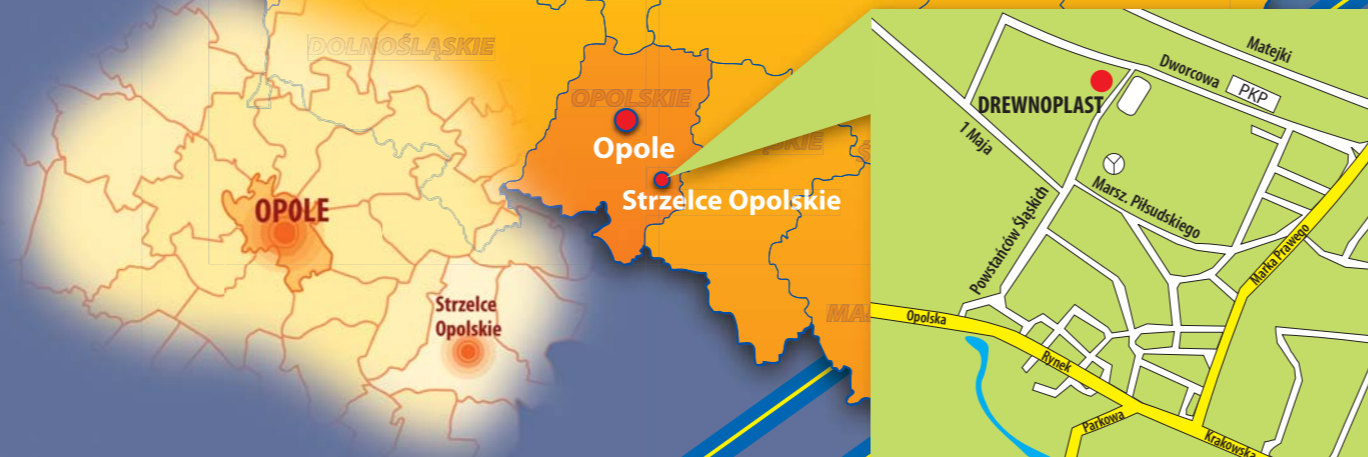 DOLNOŚLĄSKIE
OPOLE
Strzelce
Opolskie
OPOLSKIE
Opole
Strzelce Opolskie
Matejki
Dworcowa
PKP
DREWNOPLAST
1 Maja
Marsz. Piłsudskiego
Powstańców Śląskich
Marka Prawego
Opolska
Rynek
Parkowa
Krakowska